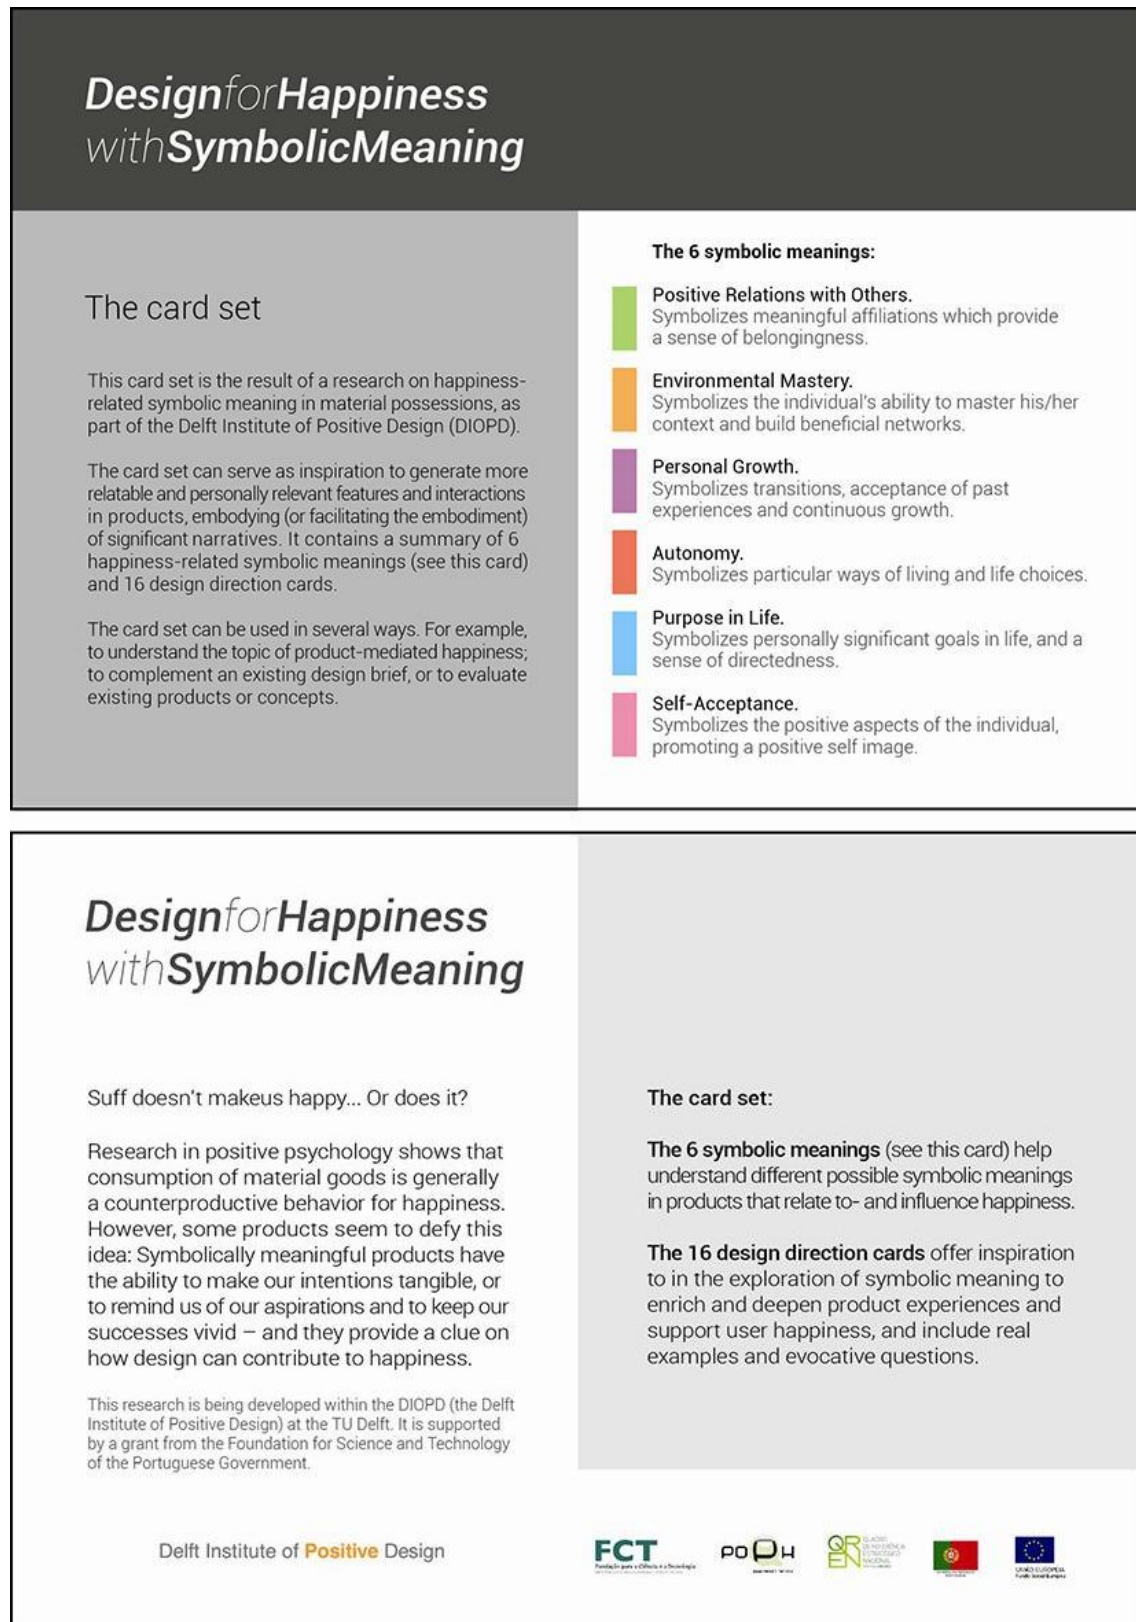 DesignforHappiness
withSymbolicMeaning
The card set
This card set is the result of a research on happiness-
related symbolic meaning in material possessions, as
part of the Delft Institute of Positive Design (DIOPD).
The card set can serve as inspiration to generate more
relatable and personally relevant features and interactions
in products, embodying (or facilitating the embodiment)
of significant narratives. It contains a summary of 6
happiness-related symbolic meanings (see this card)
and 16 design direction cards.
The card set can be used in several ways. For example,
to understand the topic of product-mediated happiness;
to complement an existing design brief, or to evaluate
existing products or concepts.
The 6 symbolic meanings:
Positive Relations with Others.
Symbolizes meaningful affiliations which provide
a sense of belongingness.
Environmental Mastery.
Symbolizes the individual's ability to master his/her
context and build beneficial networks.
Personal Growth.
Symbolizes transitions, acceptance of past
experiences and continuous growth.
Autonomy.
Symbolizes particular ways of living and life choices.
Purpose in Life.
Symbolizes personally significant goals in life, and a
sense of directedness.
Self-Acceptance.
Symbolizes the positive aspects of the individual,
promoting a positive self image.
DesignforHappiness
withSymbolicMeaning
Suff doesn't makeus happy... Or does it?
Research in positive psychology shows that
consumption of material goods is generally
a counterproductive behavior for happiness.
However, some products seem to defy this
idea: Symbolically meaningful products have
the ability to make our intentions tangible, or
to remind us of our aspirations and to keep our
successes vivid – and they provide a clue on
how design can contribute to happiness.
This research is being developed within the DIOPD (the Delft
Institute of Positive Design) at the TU Delft. It is supported
by a grant from the Foundation for Science and Technology
of the Portuguese Government.
The card set:
The 6 symbolic meanings (see this card) help
understand different possible symbolic meanings
in products that relate to- and influence happiness.
The 16 design direction cards offer inspiration
to in the exploration of symbolic meaning to
enrich and deepen product experiences and
support user happiness, and include real
examples and evocative questions.
Delft Institute of Positive Design
FCT
Fundação para a Ciência e a Tecnologia
POPH
QREN
QUADRO
DE REFERÊNCIA
ESTRATÉGICO
NACIONAL
UNIÃO EUROPEIA
Fundo Social Europeu